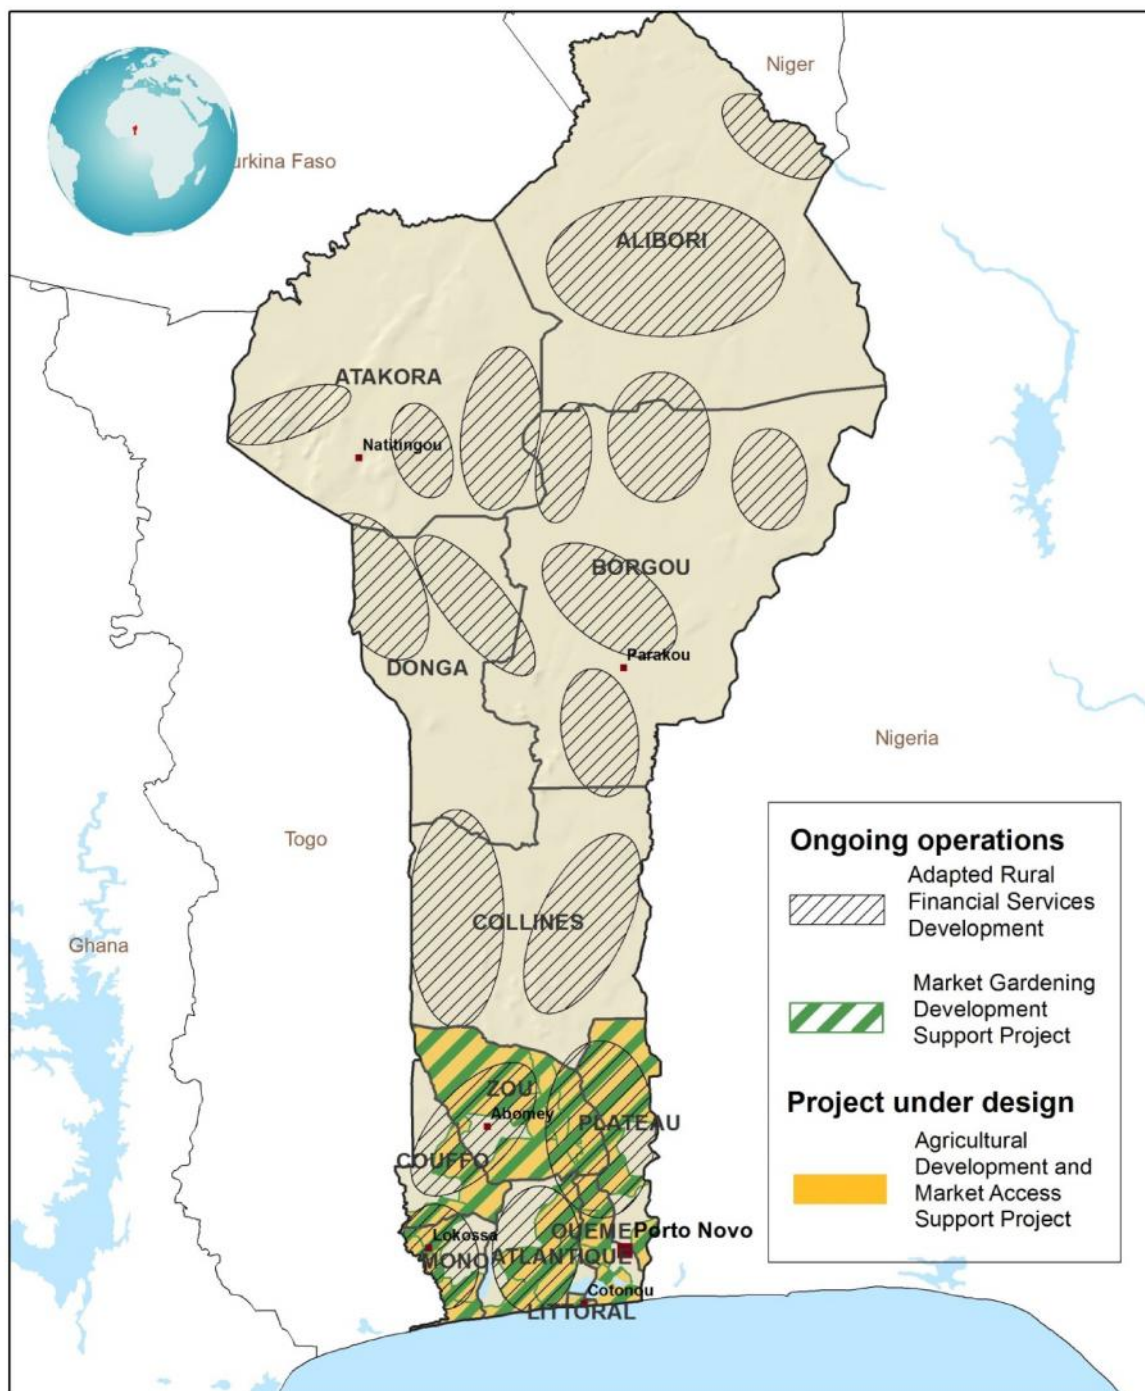 Niger
urkina Faso
ALIBORI
ATAKORA
Natitingou
BORGOU
Parakou
DONGA
Nigeria
Togo
Ghana
COLLINES
ZOU
Abomey
PLATEAU
COUFFO
OUEME
Porto Novo
Lokossa
MONO
ATLANTIQUE
Cotonou
LITTORAL
Ongoing operations
Adapted Rural
Financial Services
Development
Market Gardening
Development
Support Project
Project under design
Agricultural
Development and
Market Access
Support Project